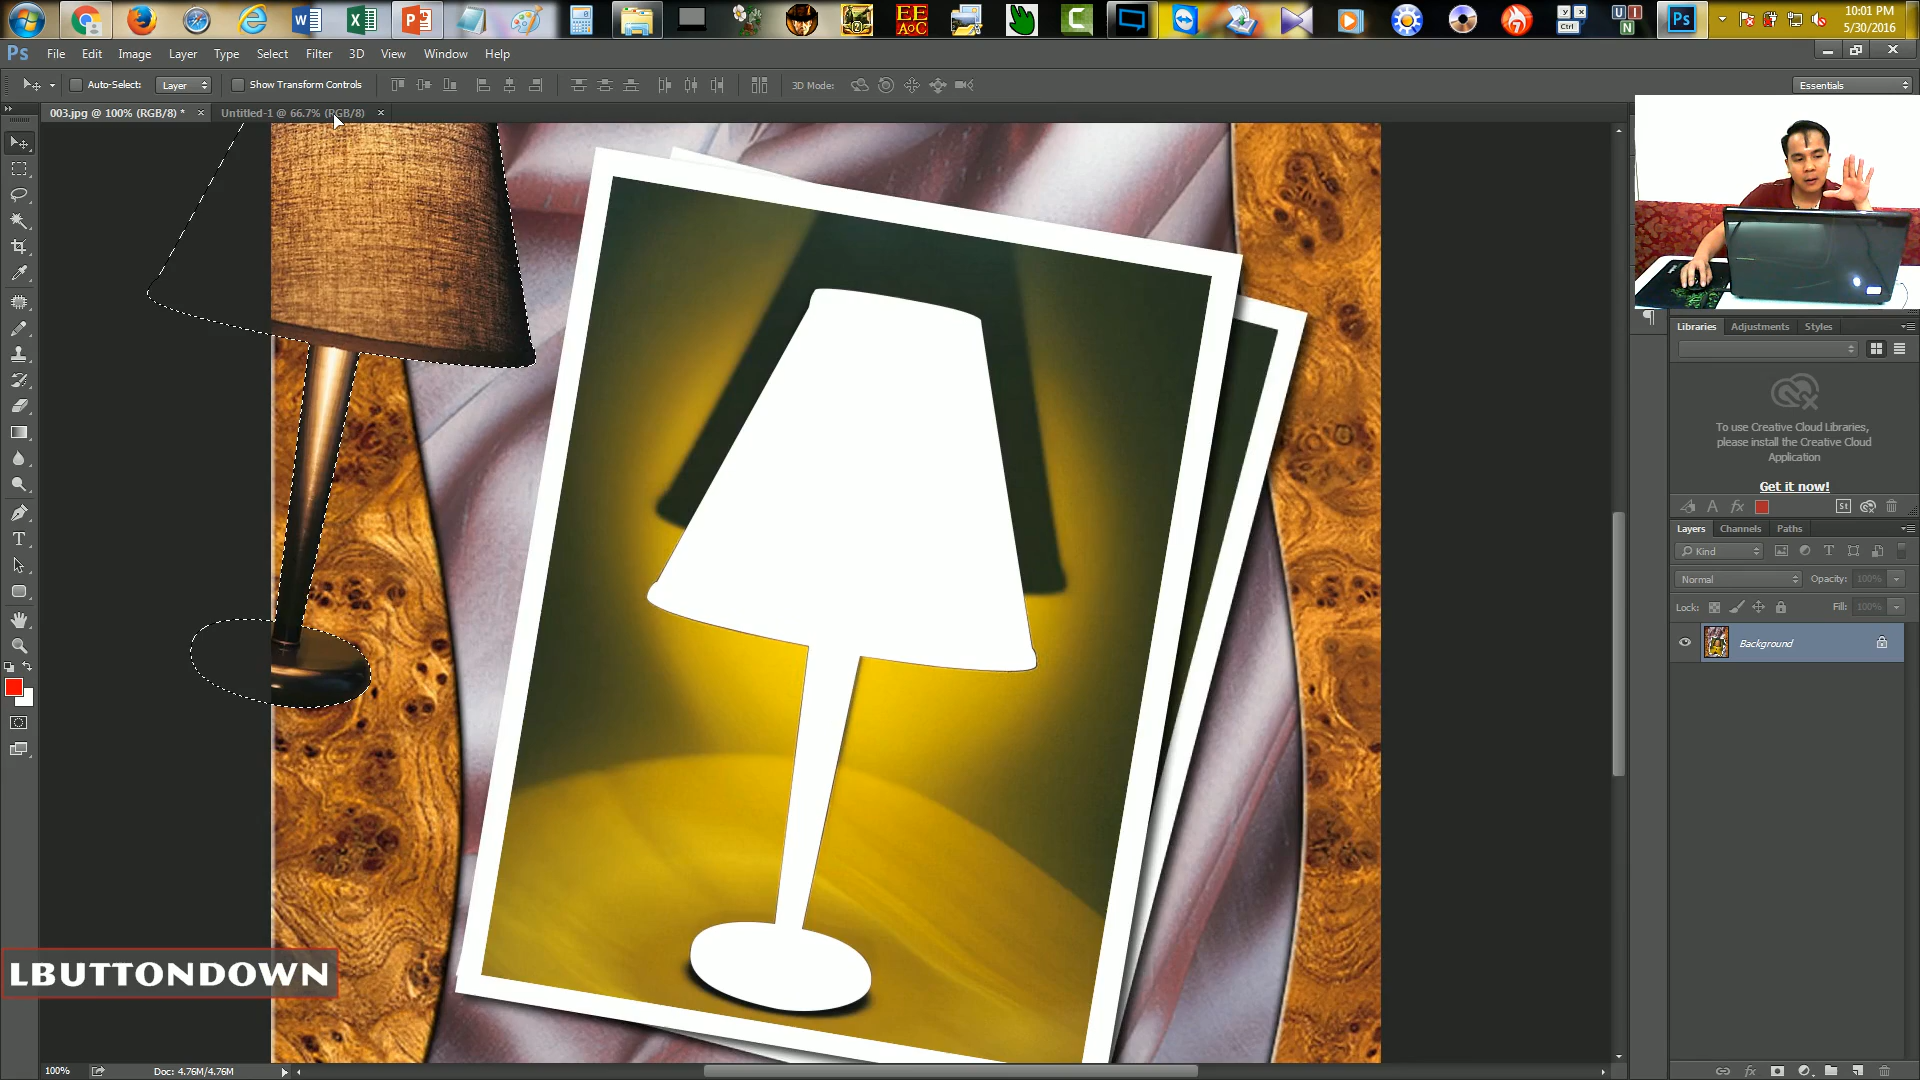 10:01 PM
5/30/2016
Ps File Edit Image Layer Type Select Filter 3D View Window Help
Auto-Select: Layer Show Transform Controls 3D Mode: Essentials
003.jpg @ 100% (RGB/8) * × Untitled-1 @ 66.7% (RGB/8) ×
Libraries Adjustments Styles
To use Creative Cloud Libraries,
please install the Creative Cloud
Application
Get it now!
Layers Channels Paths
Kind
Normal Opacity: 100%
Lock: Fill: 100%
Background
LBUTTONDOWN
100% Doc: 4.76M/4.76M